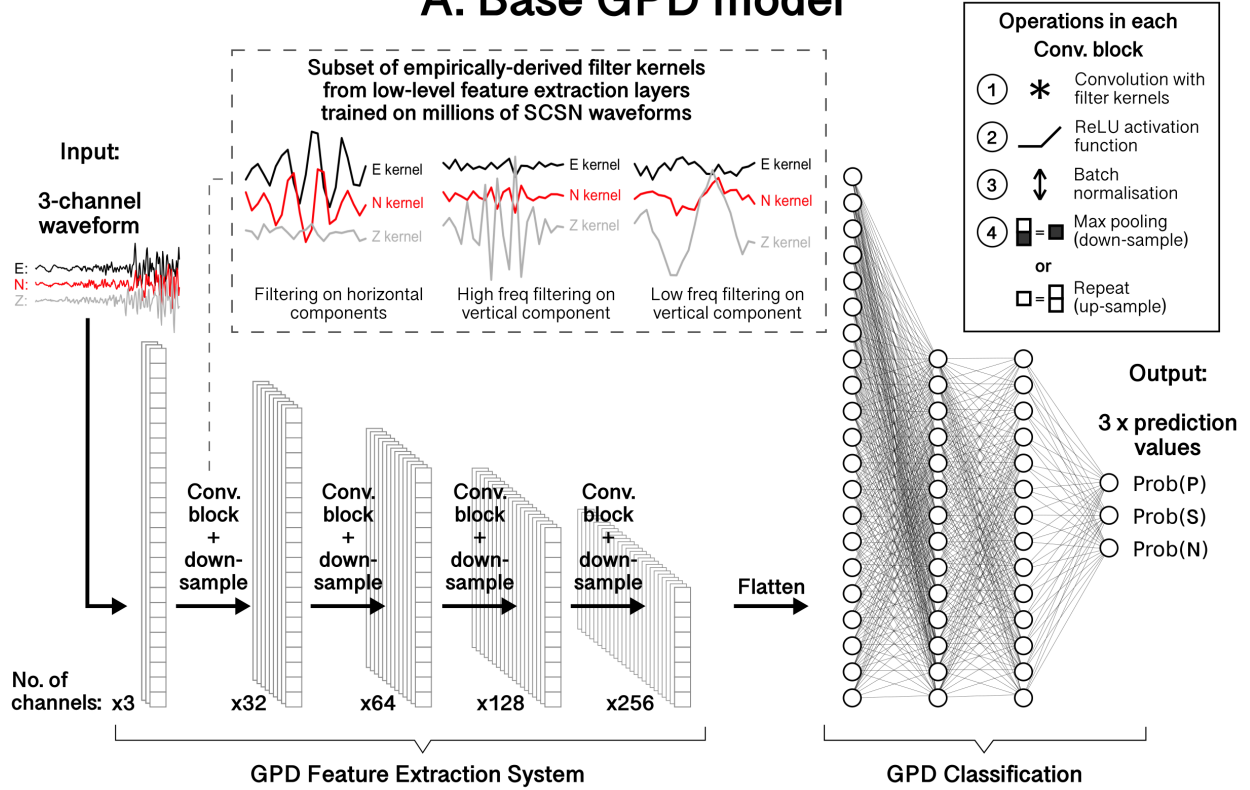 A. Base GPD model
Operations in each
Conv. block
1
*
Convolution with
filter kernels
2
ReLU activation
function
3
Batch
normalisation
4
=
Max pooling
(down-sample)
or
=
Repeat
(up-sample)
Subset of empirically-derived filter kernels
from low-level feature extraction layers
trained on millions of SCSN waveforms
E kernel
N kernel
Z kernel
Filtering on horizontal
components
E kernel
N kernel
Z kernel
High freq filtering on
vertical component
E kernel
N kernel
Z kernel
Low freq filtering on
vertical component
Input:
3-channel
waveform
E:
N:
Z:
Conv.
block
+
down-
sample
Conv.
block
+
down-
sample
Conv.
block
+
down-
sample
Conv.
block
+
down-
sample
Flatten
Output:
3 x prediction
values
Prob(P)
Prob(S)
Prob(N)
No. of
channels: x3 x32 x64 x128 x256
GPD Feature Extraction System
GPD Classification